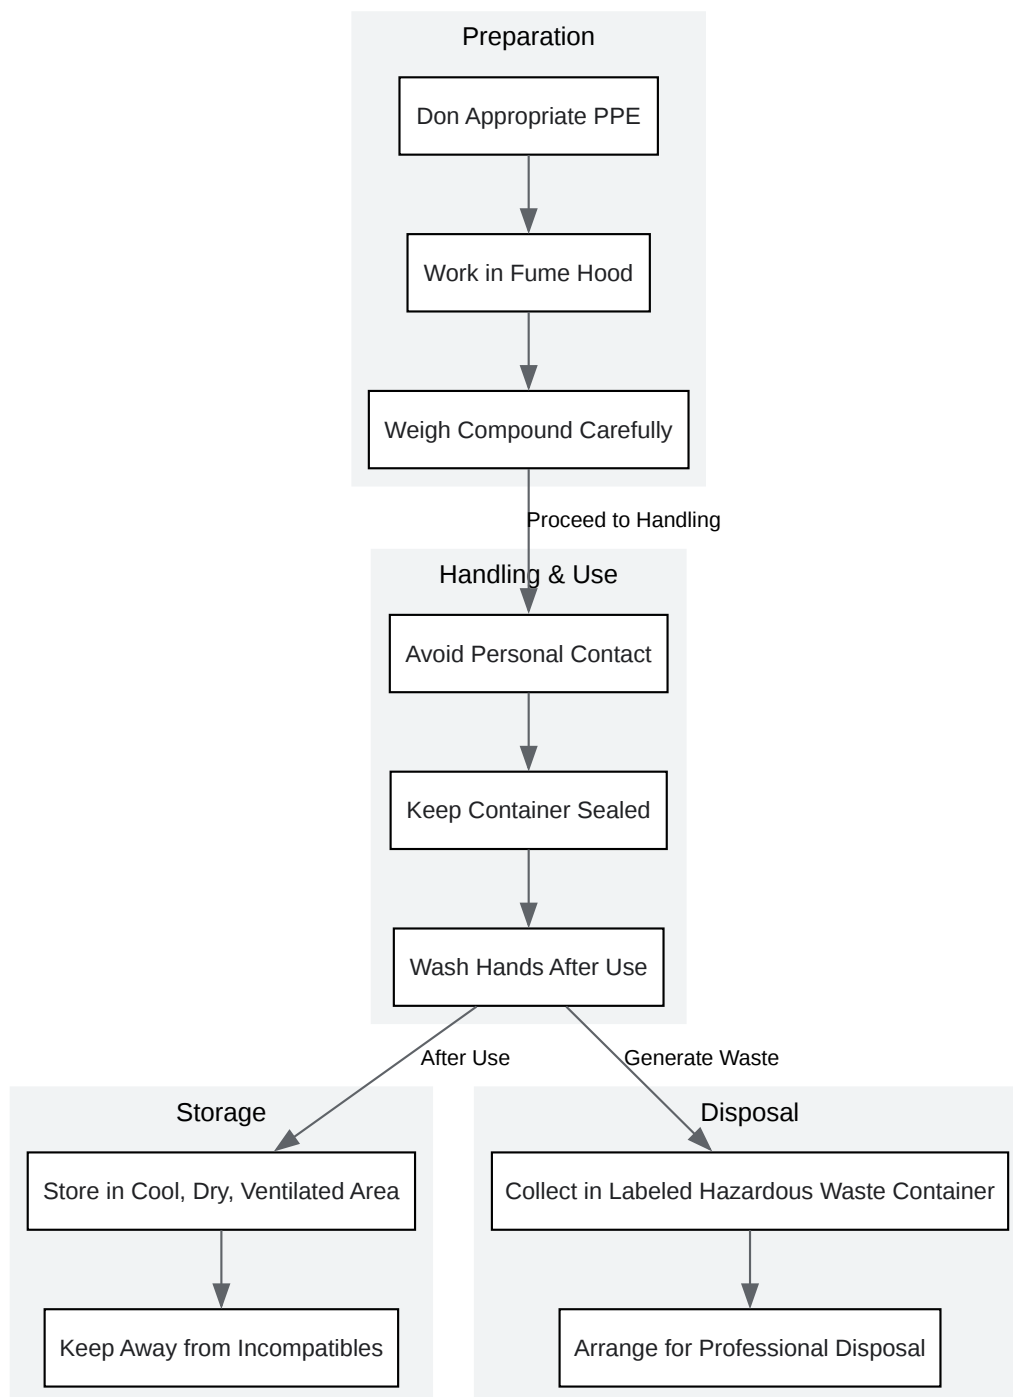 Preparation
Don Appropriate PPE
Work in Fume Hood
Weigh Compound Carefully
Proceed to Handling
Handling & Use
Avoid Personal Contact
Keep Container Sealed
Wash Hands After Use
After Use
Generate Waste
Storage
Store in Cool, Dry, Ventilated Area
Keep Away from Incompatibles
Disposal
Collect in Labeled Hazardous Waste Container
Arrange for Professional Disposal